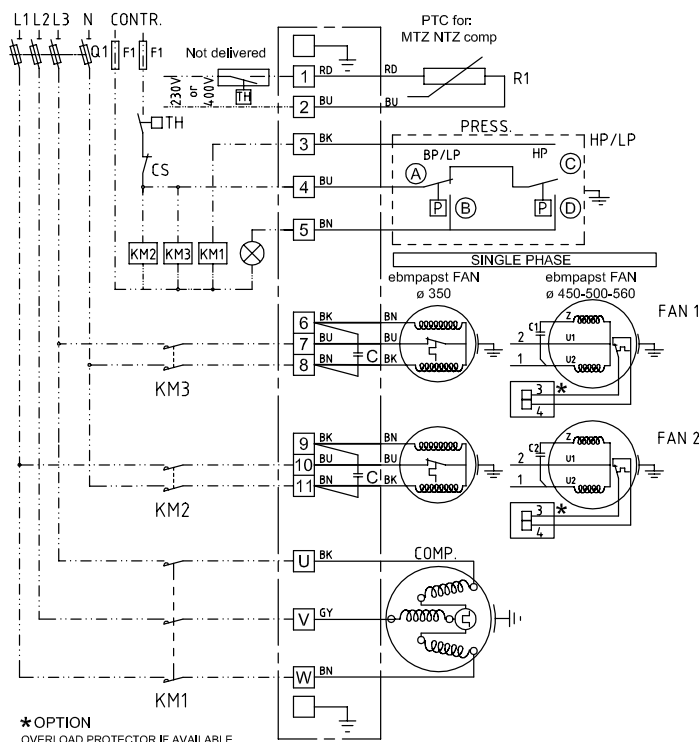 L1 L2 L3 N CONTR.
Q1 F1 F1
Not delivered
230V or 400V
TH
TH
CS
KM2 KM3 KM1
1 RD RD
2 BU BU
3 BK
4 BU
5 BN
PTC for:
MTZ NTZ comp
R1
PRESS.
HP/LP
BP/LP HP
A B C D
P P
SINGLE PHASE
ebmpapst FAN
ø 350
ebmpapst FAN
ø 450-500-560
FAN 1
6 BK BN
7 BU BU
8 BN BK
C
KM3
C1 Z U1 U2
2
1
3 *
4
FAN 2
9 BK BN
10 BU BU
11 BN BK
C
KM2
C2 Z U1 U2
2
1
3 *
4
U BK
COMP.
V GY
W BN
KM1
* OPTION
OVERLOAD PROTECTOR IF AVAILABLE